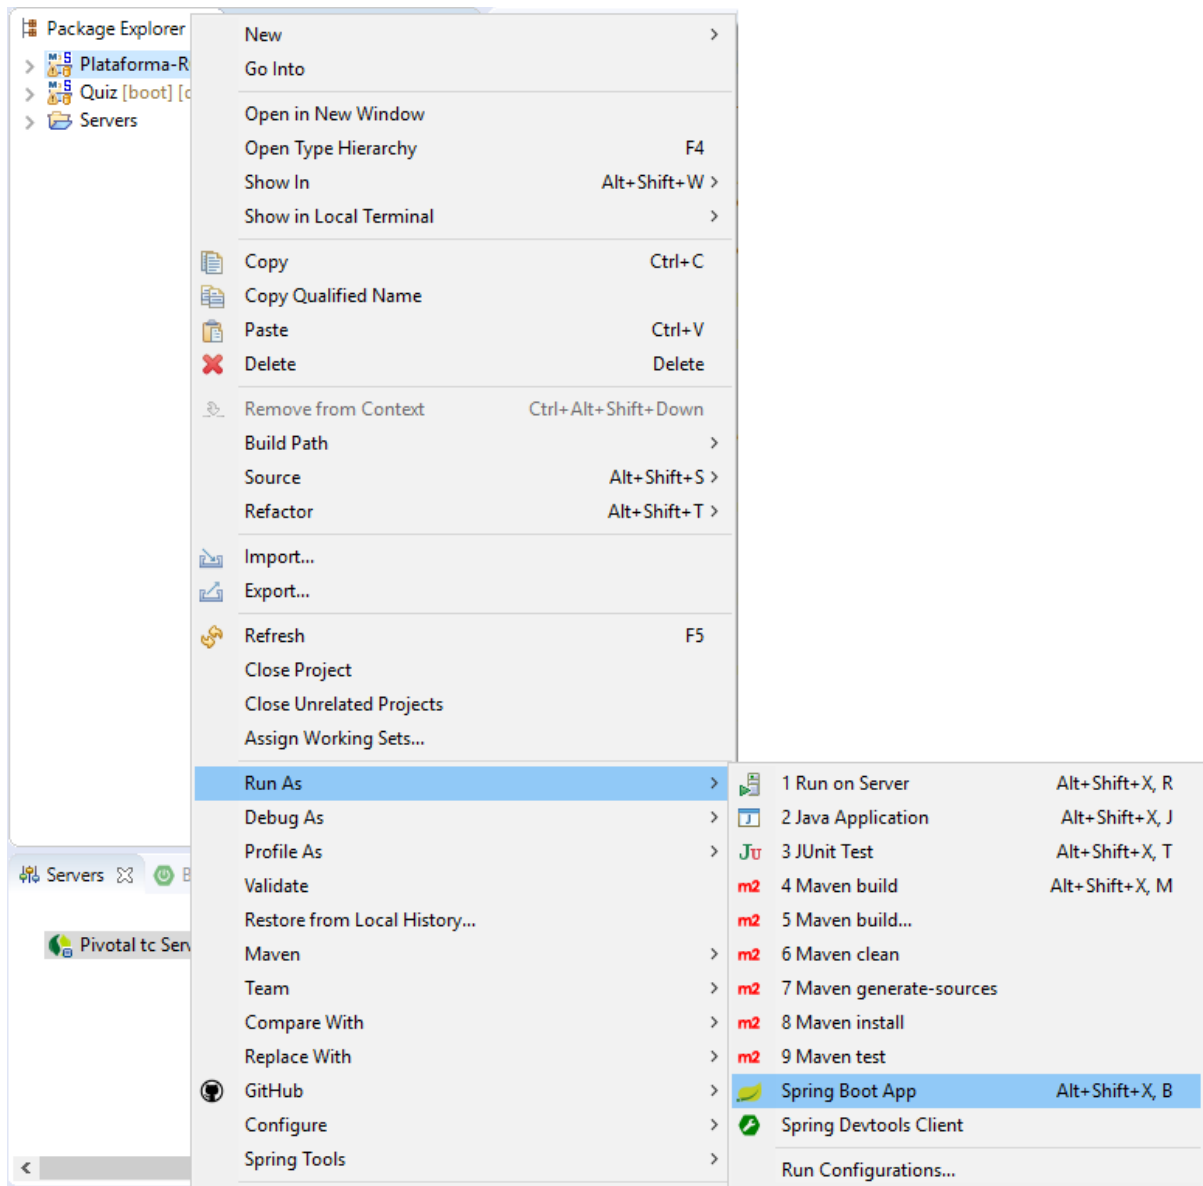 Package Explorer
Plataforma-R
Quiz [boot] [
Servers
New
Go Into
Open in New Window
Open Type Hierarchy F4
Show In Alt+Shift+W
Show in Local Terminal
Copy Ctrl+C
Copy Qualified Name
Paste Ctrl+V
Delete Delete
Remove from Context Ctrl+Alt+Shift+Down
Build Path
Source Alt+Shift+S
Refactor Alt+Shift+T
Import...
Export...
Refresh F5
Close Project
Close Unrelated Projects
Assign Working Sets...
Run As
Debug As
Profile As
Validate
Restore from Local History...
Maven
Team
Compare With
Replace With
GitHub
Configure
Spring Tools
1 Run on Server Alt+Shift+X, R
2 Java Application Alt+Shift+X, J
Ju 3 JUnit Test Alt+Shift+X, T
m2 4 Maven build Alt+Shift+X, M
m2 5 Maven build...
m2 6 Maven clean
m2 7 Maven generate-sources
m2 8 Maven install
m2 9 Maven test
Spring Boot App Alt+Shift+X, B
Spring Devtools Client
Run Configurations...
Servers
Pivotal tc Serv